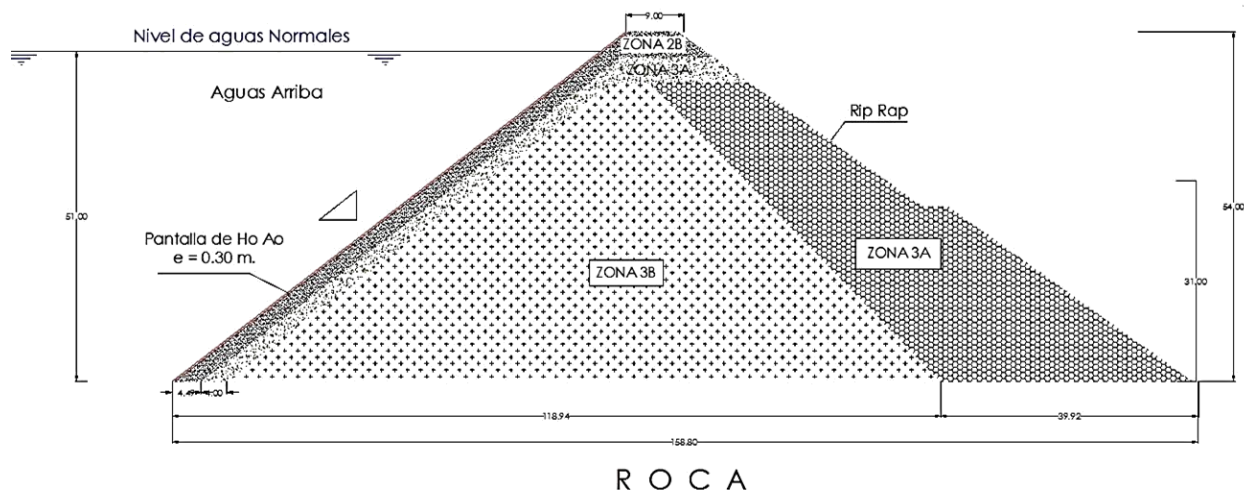 9.00
Nivel de aguas Normales
ZONA 2B
ZONA 3A
Aguas Arriba
Rip Rap
51.00
54.00
Pantalla de Ho Ao
e = 0.30 m.
ZONA 3B
ZONA 3A
31.00
4.49
118.94
39.92
158.80
R O C A